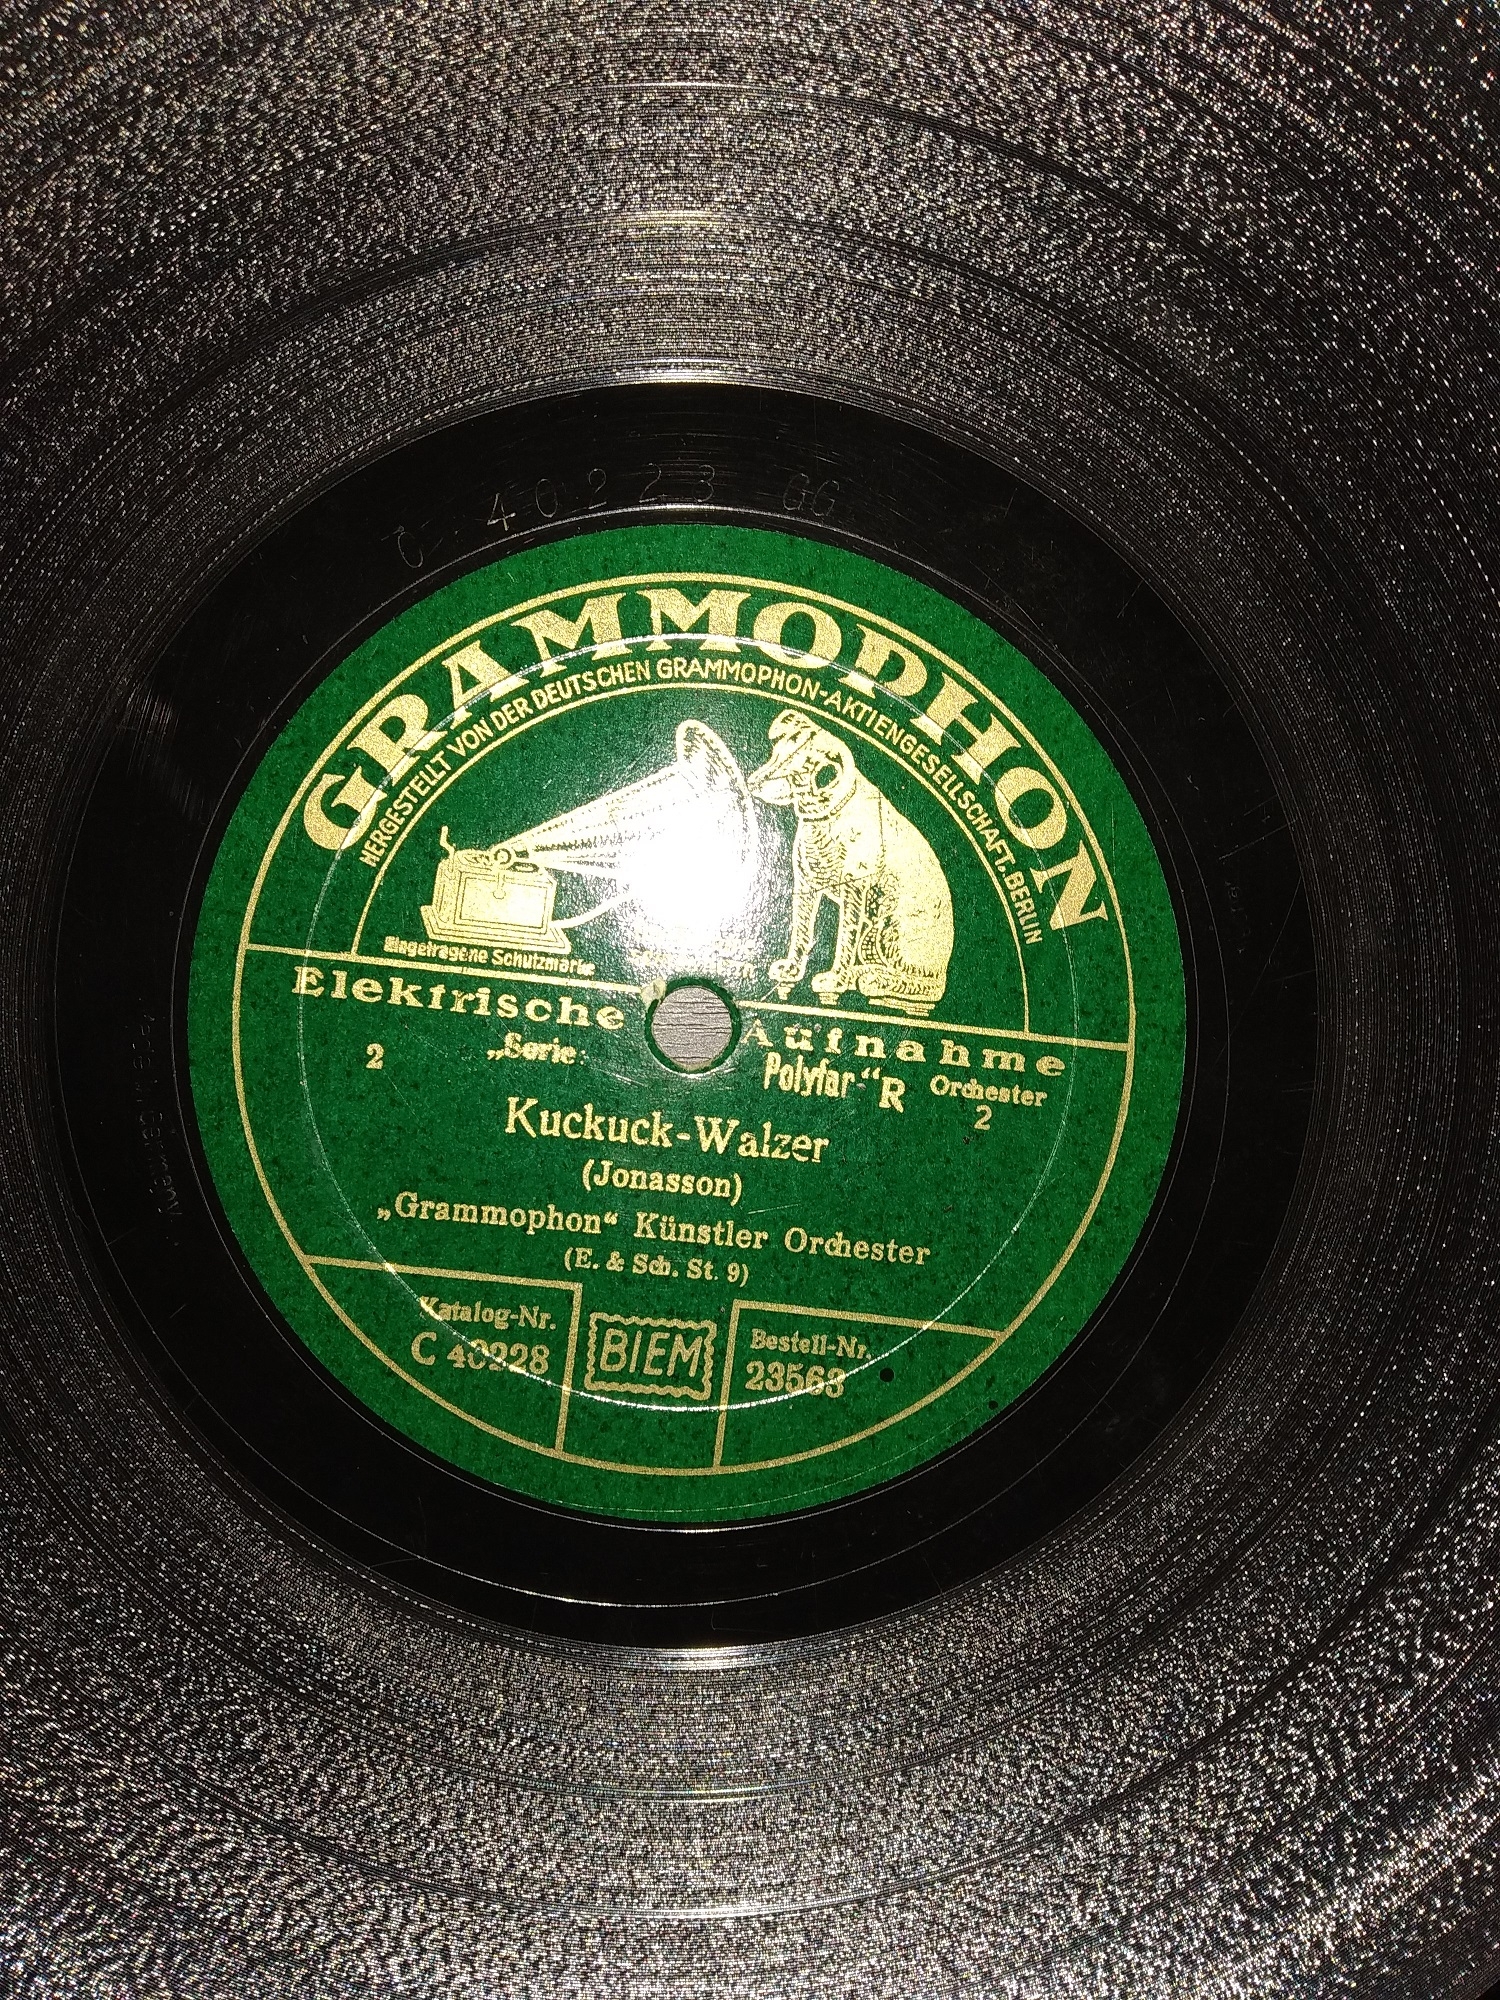 C 40223 GG
GRAMMOPHON
HERGESTELLT VON DER DEUTSCHEN GRAMMOPHON-AKTIENGESELLSCHAFT. BERLIN
Eingetragene Schutzmarke
Elektrische Aufnahme
2 „Serie: Polyfar-“ R Orchester
2
Kuckuck-Walzer
(Jonasson)
„Grammophon“ Künstler Orchester
(E. & Sch. St. 9)
Katalog-Nr.
C 40228
BIEM
Bestell-Nr.
23563